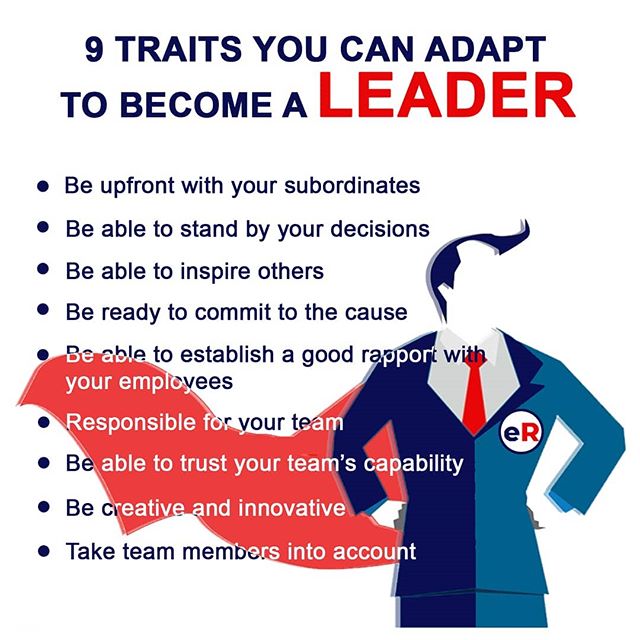 9 TRAITS YOU CAN ADAPT
TO BECOME A LEADER
• Be upfront with your subordinates
• Be able to stand by your decisions
• Be able to inspire others
• Be ready to commit to the cause
• Be able to establish a good rapport with
your employees
• Responsible for your team
• Be able to trust your team's capability
• Be creative and innovative
• Take team members into account
eR